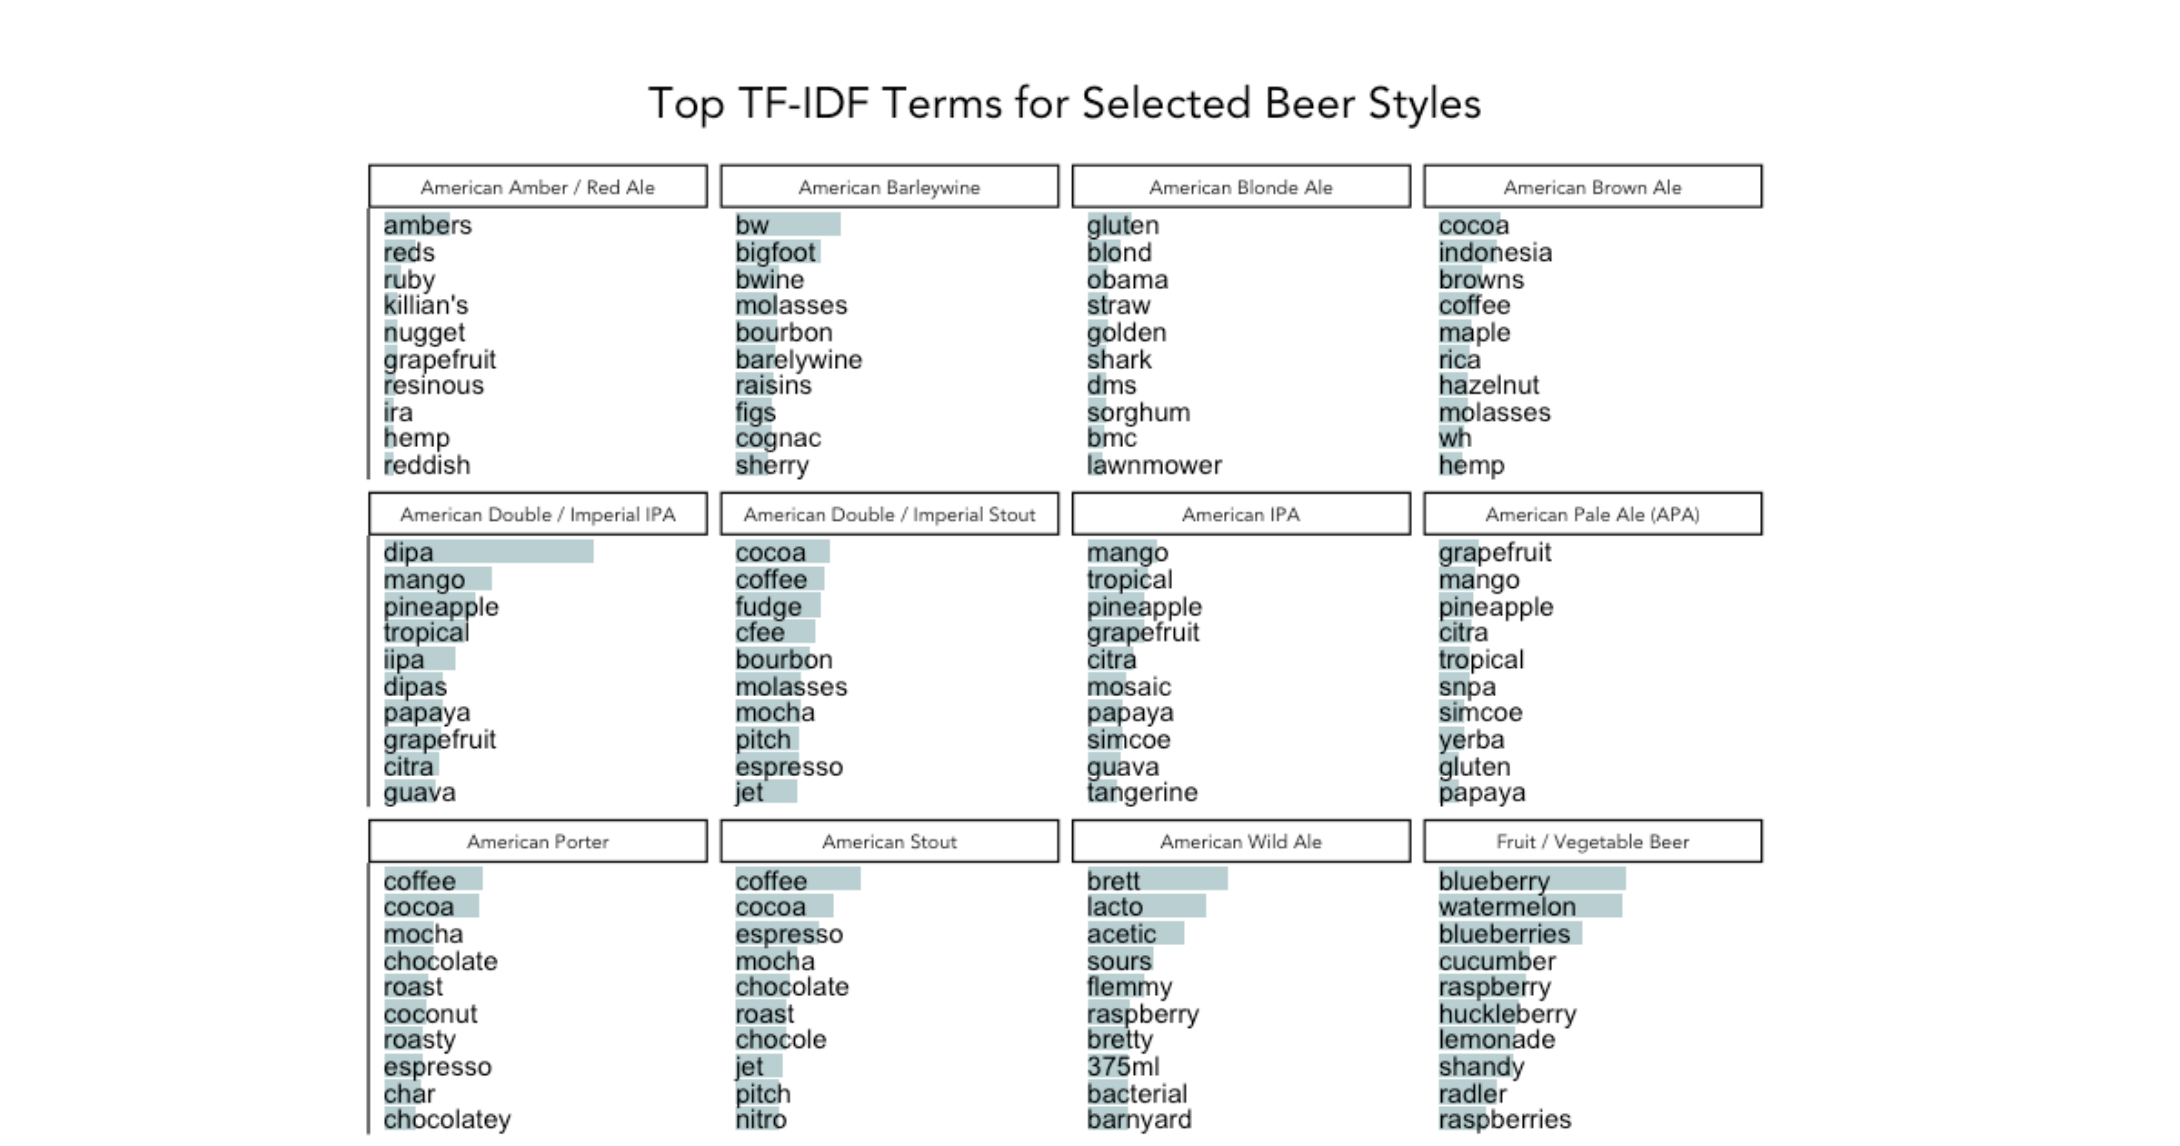 Top TF-IDF Terms for Selected Beer Styles
American Amber / Red Ale
ambers
reds
ruby
killian's
nugget
grapefruit
resinous
ira
hemp
reddish
American Barleywine
bw
bigfoot
bwine
molasses
bourbon
barelywine
raisins
figs
cognac
sherry
American Blonde Ale
gluten
blond
obama
straw
golden
shark
dms
sorghum
bmc
lawnmower
American Brown Ale
cocoa
indonesia
browns
coffee
maple
rica
hazelnut
molasses
wh
hemp
American Double / Imperial IPA
dipa
mango
pineapple
tropical
iipa
dipas
papaya
grapefruit
citra
guava
American Double / Imperial Stout
cocoa
coffee
fudge
cfee
bourbon
molasses
mocha
pitch
espresso
jet
American IPA
mango
tropical
pineapple
grapefruit
citra
mosaic
papaya
simcoe
guava
tangerine
American Pale Ale (APA)
grapefruit
mango
pineapple
citra
tropical
snpa
simcoe
yerba
gluten
papaya
American Porter
coffee
cocoa
mocha
chocolate
roast
coconut
roasty
espresso
char
chocolatey
American Stout
coffee
cocoa
espresso
mocha
chocolate
roast
chocole
jet
pitch
nitro
American Wild Ale
brett
lacto
acetic
sours
flemmy
raspberry
bretty
375ml
bacterial
barnyard
Fruit / Vegetable Beer
blueberry
watermelon
blueberries
cucumber
raspberry
huckleberry
lemonade
shandy
radler
raspberries